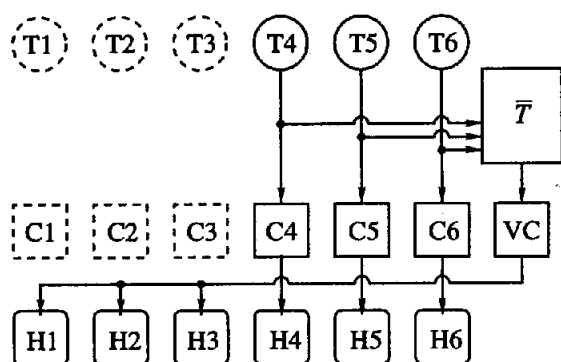 T1 T2 T3 T4 T5 T6
T̅
C1 C2 C3 C4 C5 C6 VC
H1 H2 H3 H4 H5 H6